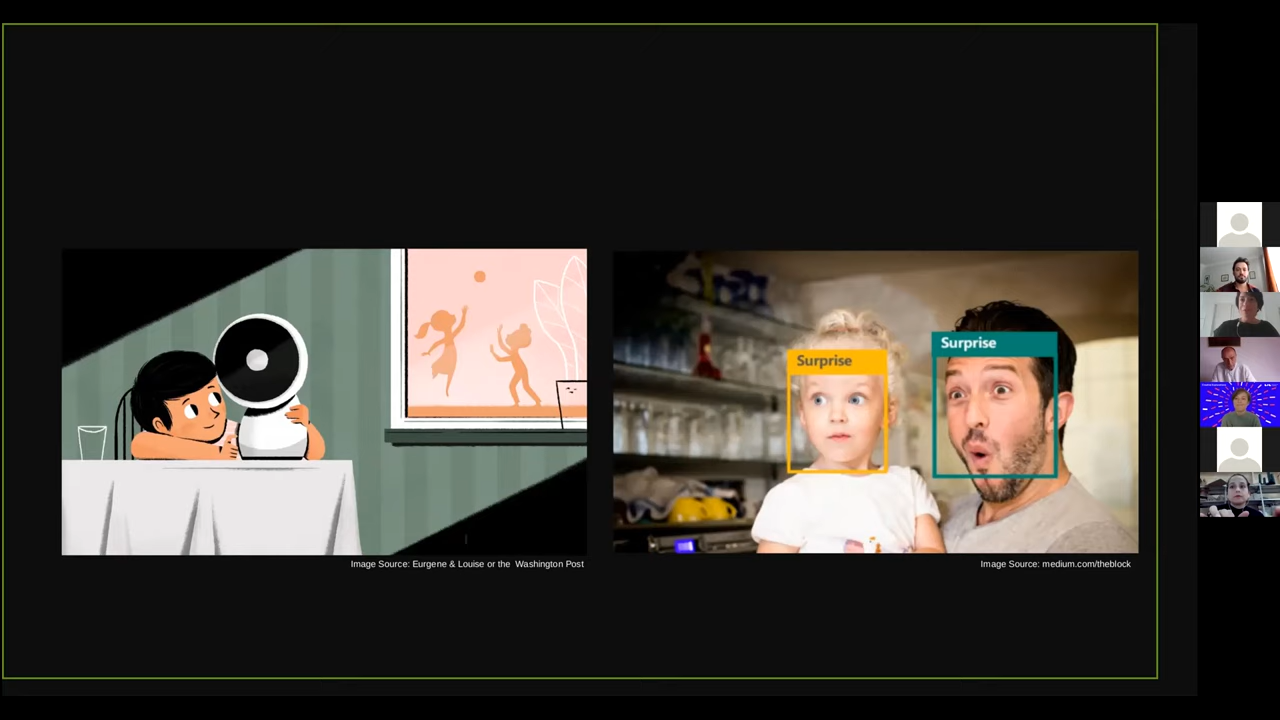 Surprise
Surprise
Image Source: Eurgene & Louise or the  Washington Post
Image Source: medium.com/theblock